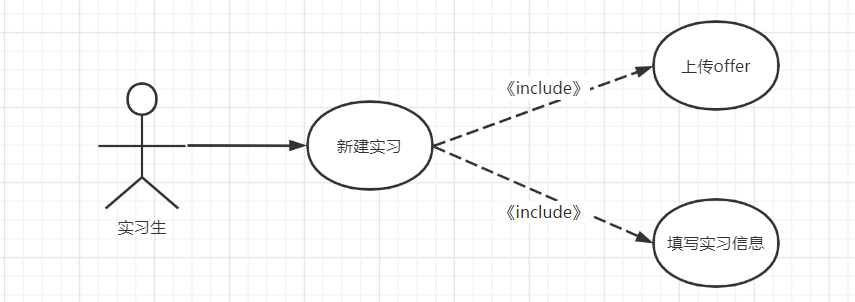 上传offer
《include》
新建实习
实习生
《include》
填写实习信息